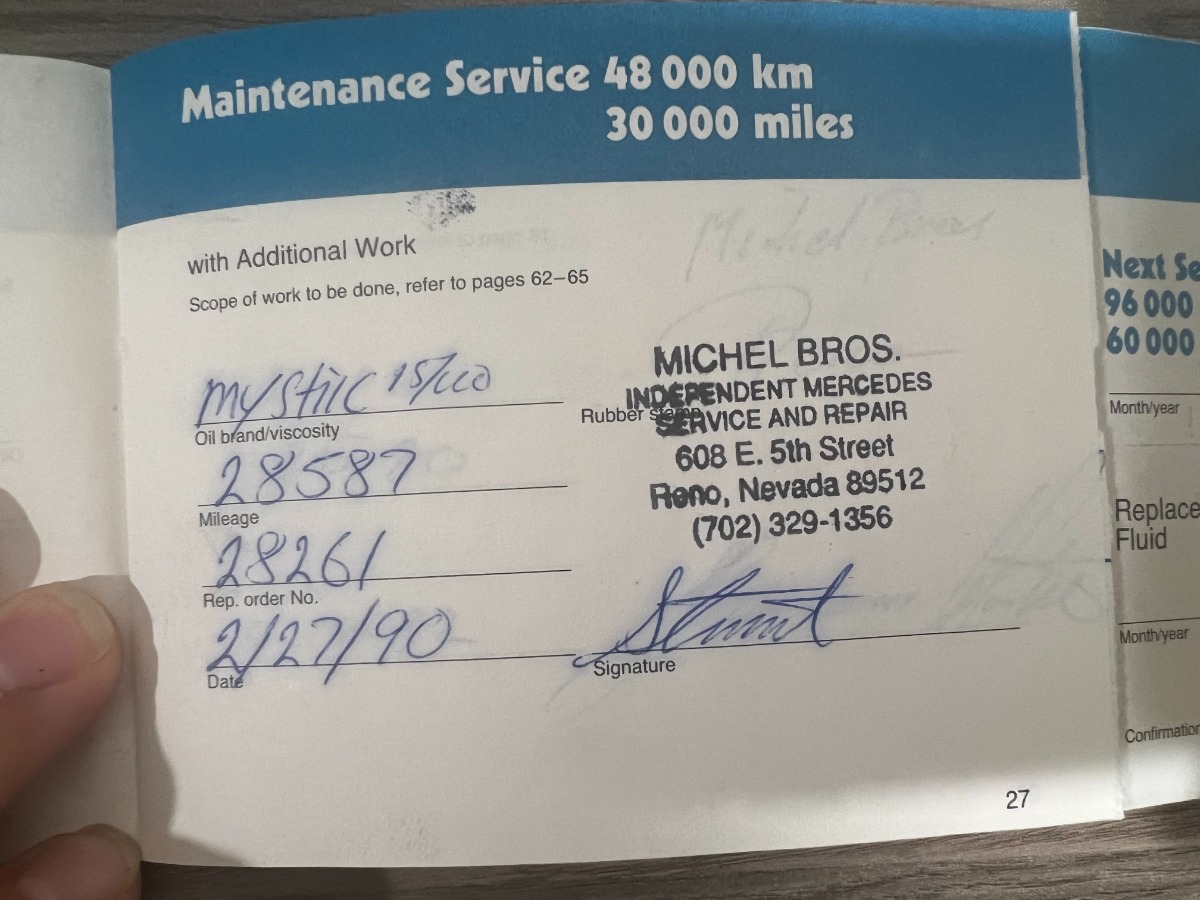 Maintenance Service 48 000 km
30 000 miles
with Additional Work
Scope of work to be done, refer to pages 62–65
Michel Bros
mystilc 15/40
Oil brand/viscosity
28587
Mileage
28261
Rep. order No.
2/27/90
Date
MICHEL BROS.
INDEPENDENT MERCEDES
Rubber stamp
SERVICE AND REPAIR
608 E. 5th Street
Reno, Nevada 89512
(702) 329-1356
Signature
27
Next Se
96 000
60 000
Month/year
Replace
Fluid
Month/year
Confirmation